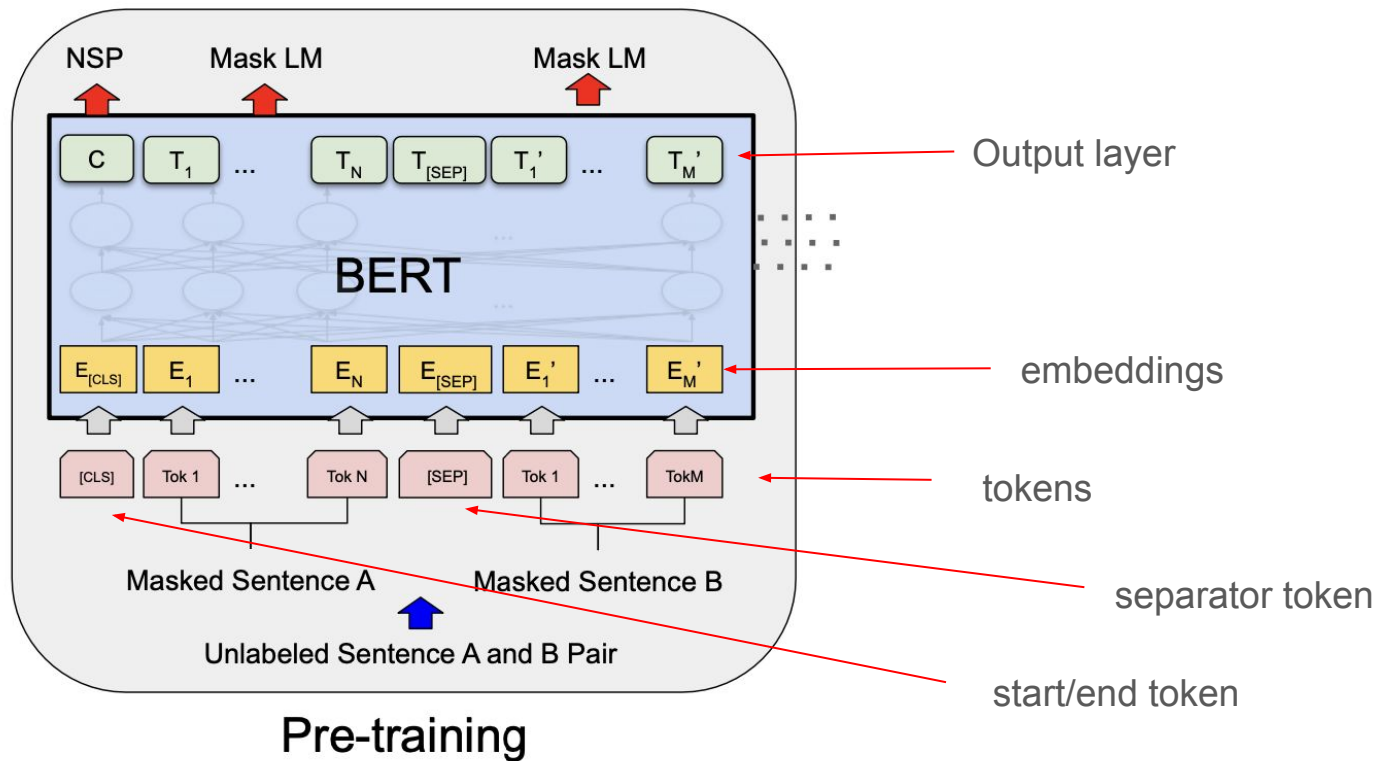 NSP Mask LM Mask LM
C T1 ... TN T[SEP] T1’ ... TM’
Output layer
...
BERT
...
E[CLS] E1 ... EN E[SEP] E1’ ... EM’
embeddings
[CLS] Tok 1 ... Tok N [SEP] Tok 1 ... TokM
tokens
Masked Sentence A Masked Sentence B
separator token
Unlabeled Sentence A and B Pair
start/end token
Pre-training